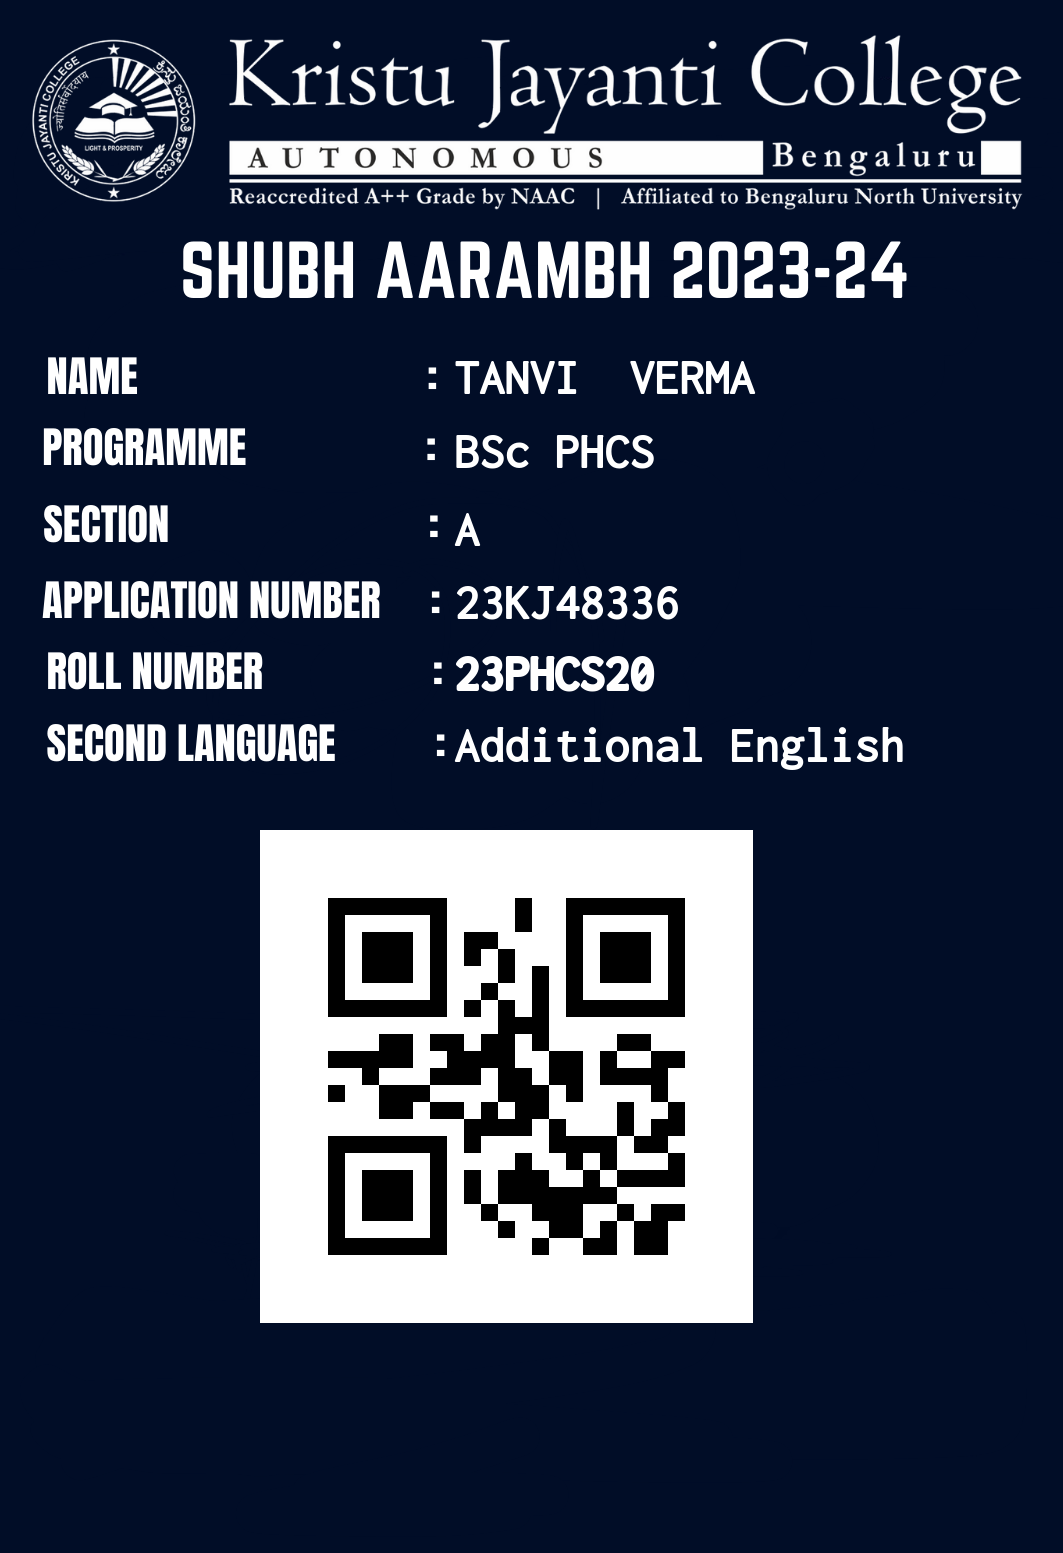 KRISTU JAYANTI COLLEGE
ಕ್ರಿಸ್ತು ಜಯಂತಿ ಕಾಲೇಜು
LIGHT & PROSPERITY
Kristu Jayanti College
AUTONOMOUS Bengaluru
Reaccredited A++ Grade by NAAC | Affiliated to Bengaluru North University
SHUBH AARAMBH 2023-24
NAME : TANVI VERMA
PROGRAMME : BSc PHCS
SECTION : A
APPLICATION NUMBER : 23KJ48336
ROLL NUMBER : 23PHCS20
SECOND LANGUAGE : Additional English